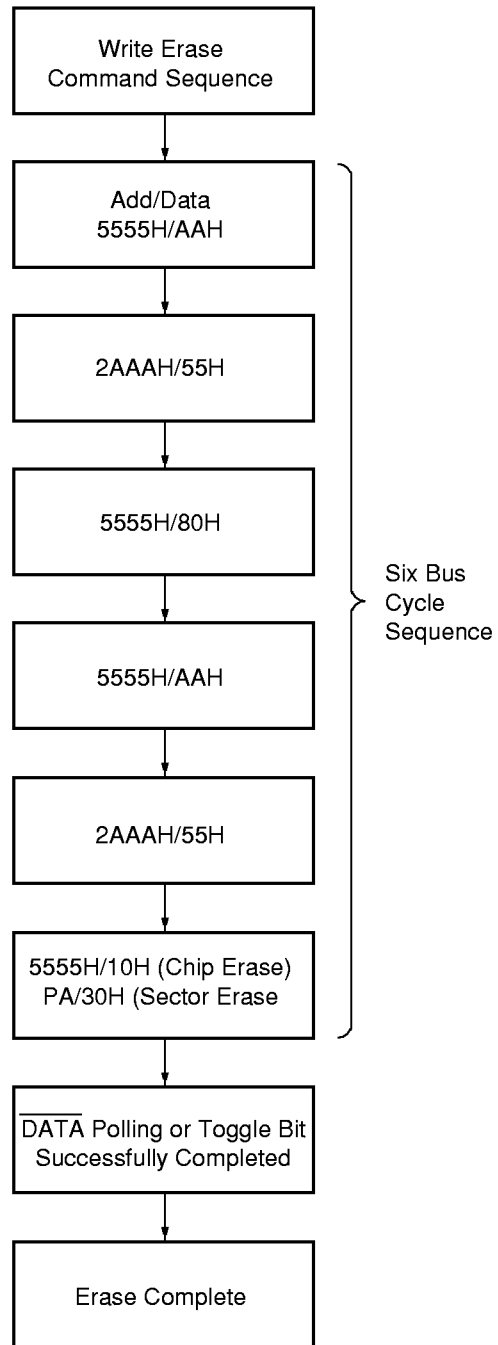 Write Erase
Command Sequence
Add/Data
5555H/AAH
2AAAH/55H
5555H/80H
5555H/AAH
2AAAH/55H
5555H/10H (Chip Erase)
PA/30H (Sector Erase
Six Bus
Cycle
Sequence
DATA Polling or Toggle Bit
Successfully Completed
Erase Complete